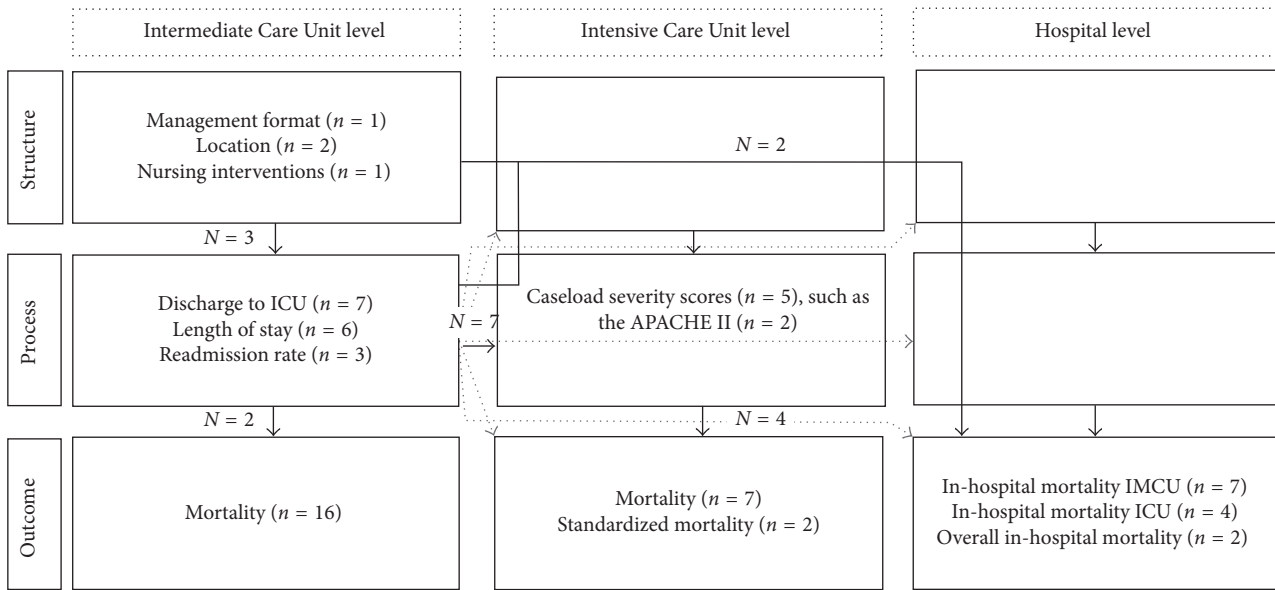 Intermediate Care Unit level
Intensive Care Unit level
Hospital level
Structure
Management format (n = 1)
Location (n = 2)
Nursing interventions (n = 1)
N = 2
N = 3
Process
Discharge to ICU (n = 7)
Length of stay (n = 6)
Readmission rate (n = 3)
N = 7
Caseload severity scores (n = 5), such as
the APACHE II (n = 2)
N = 2
N = 4
Outcome
Mortality (n = 16)
Mortality (n = 7)
Standardized mortality (n = 2)
In-hospital mortality IMCU (n = 7)
In-hospital mortality ICU (n = 4)
Overall in-hospital mortality (n = 2)